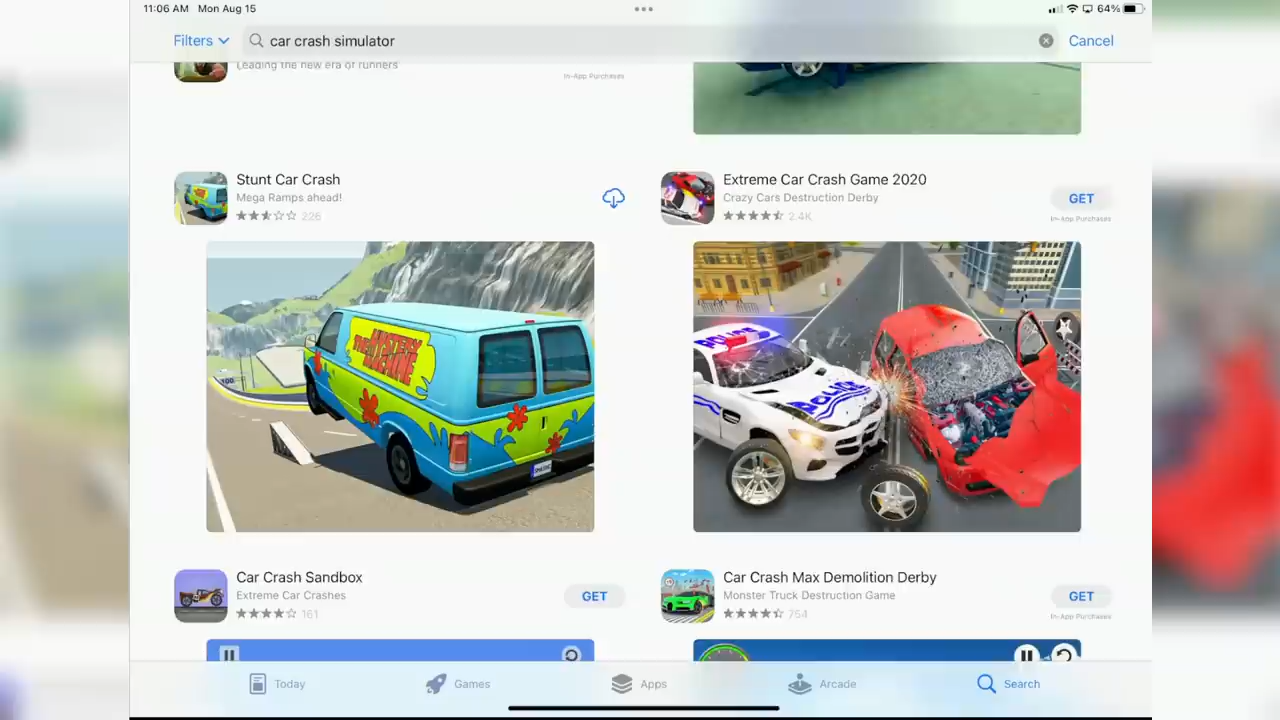 11:06 AM Mon Aug 15
64%
Filters
car crash simulator
Cancel
Leading the new era of runners
In-App Purchases
Stunt Car Crash
Mega Ramps ahead!
226
Extreme Car Crash Game 2020
Crazy Cars Destruction Derby
2.4K
GET
In-App Purchases
THE MYSTERY MACHINE
100
POLICE
POLICE
Car Crash Sandbox
Extreme Car Crashes
161
GET
Car Crash Max Demolition Derby
Monster Truck Destruction Game
754
GET
In-App Purchases
Today
Games
Apps
Arcade
Search